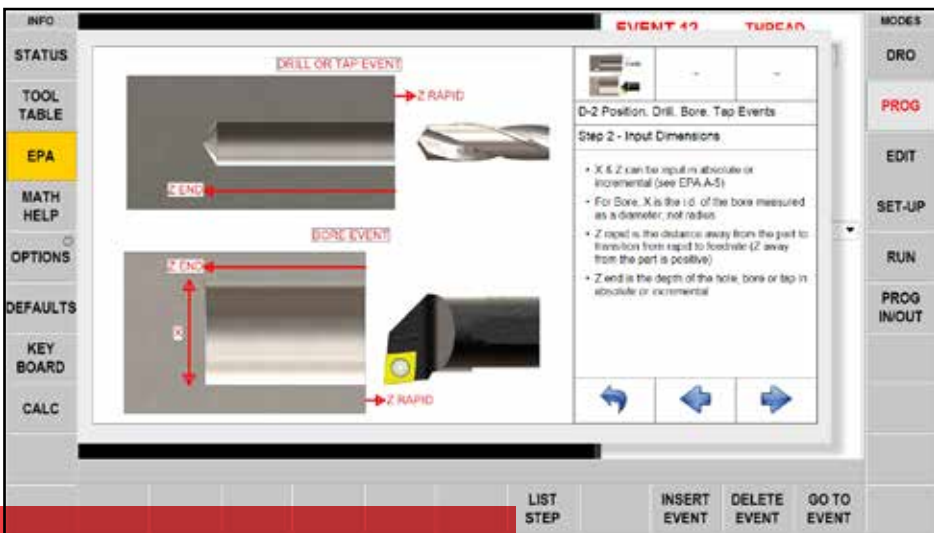 INFO
STATUS
TOOL
TABLE
EPA
MATH
HELP
OPTIONS
DEFAULTS
KEY
BOARD
CALC
EVENT 12 THREAD
DRILL OR TAP EVENT
Z RAPID
Z END
BORE EVENT
Z END
X
Z RAPID
D-2 Position, Drill, Bore, Tap Events
Step 2 - Input Dimensions
• X & Z can be input in absolute or
incremental (see EPA A-5)
• For Bore, X is the i.d. of the bore measured
as a diameter, not radius
• Z rapid is the distance away from the part to
transition from rapid to feedrate (Z away
from the part is positive)
• Z end is the depth of the hole, bore or tap in
absolute or incremental
MODES
DRO
PROG
EDIT
SET-UP
RUN
PROG
IN/OUT
LIST
STEP
INSERT
EVENT
DELETE
EVENT
GO TO
EVENT